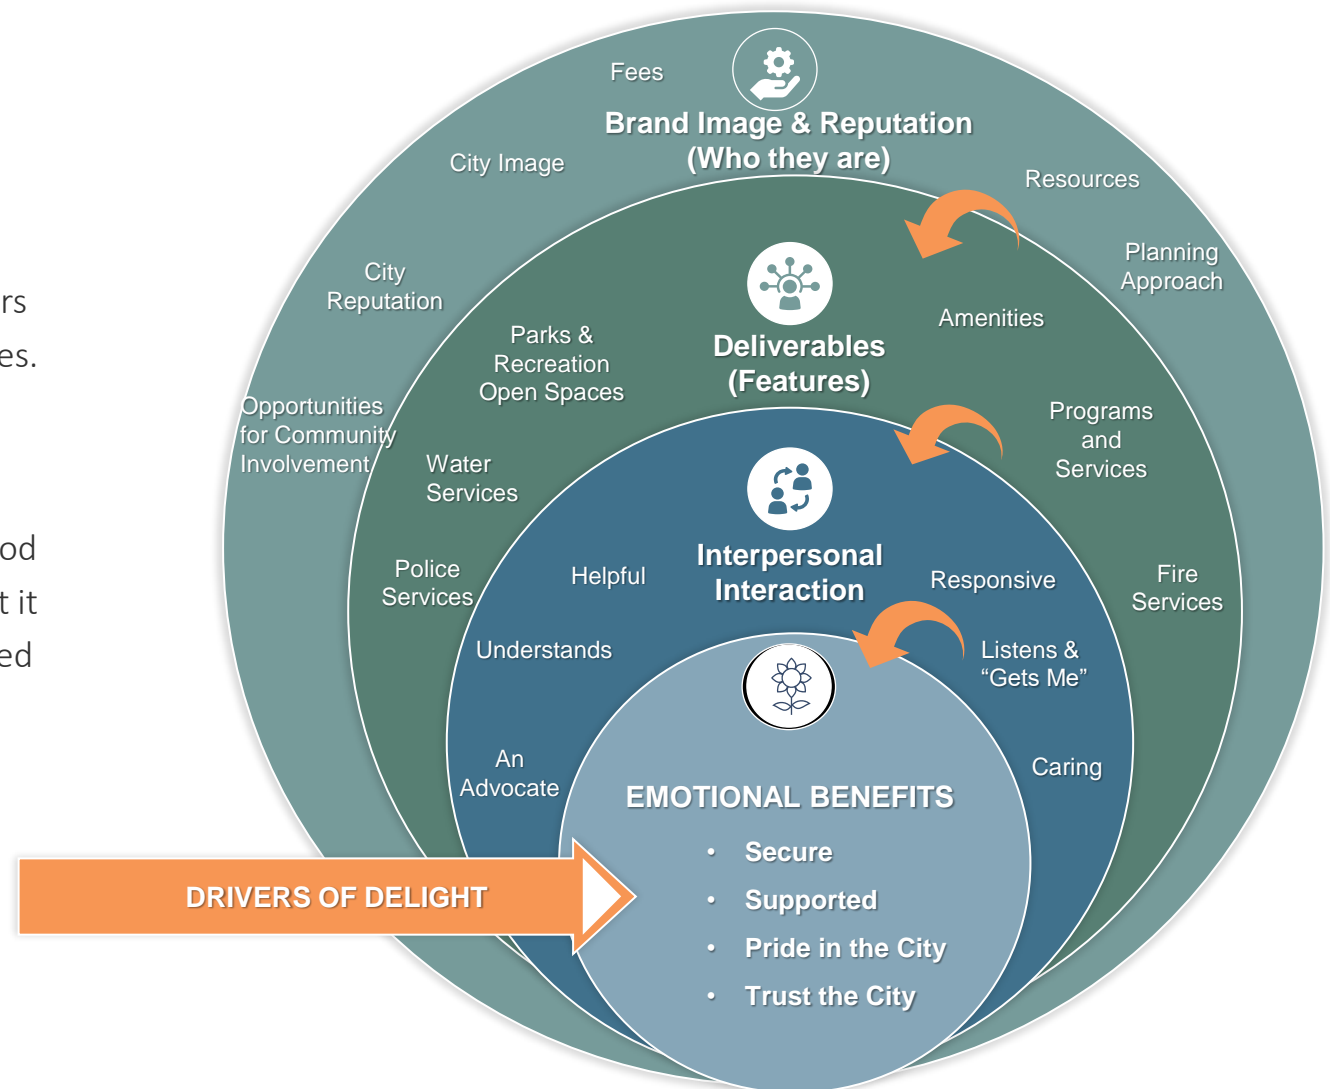 Fees
Brand Image & Reputation
(Who they are)
City Image
Resources
City
Reputation
Planning
Approach
Opportunities
for Community
Involvement
Deliverables
(Features)
Parks &
Recreation
Open Spaces
Amenities
Water
Services
Programs
and
Services
Police
Services
Fire
Services
Interpersonal
Interaction
Helpful
Responsive
Understands
Listens &
“Gets Me”
An
Advocate
Caring
EMOTIONAL BENEFITS
• Secure
• Supported
• Pride in the City
• Trust the City
DRIVERS OF DELIGHT